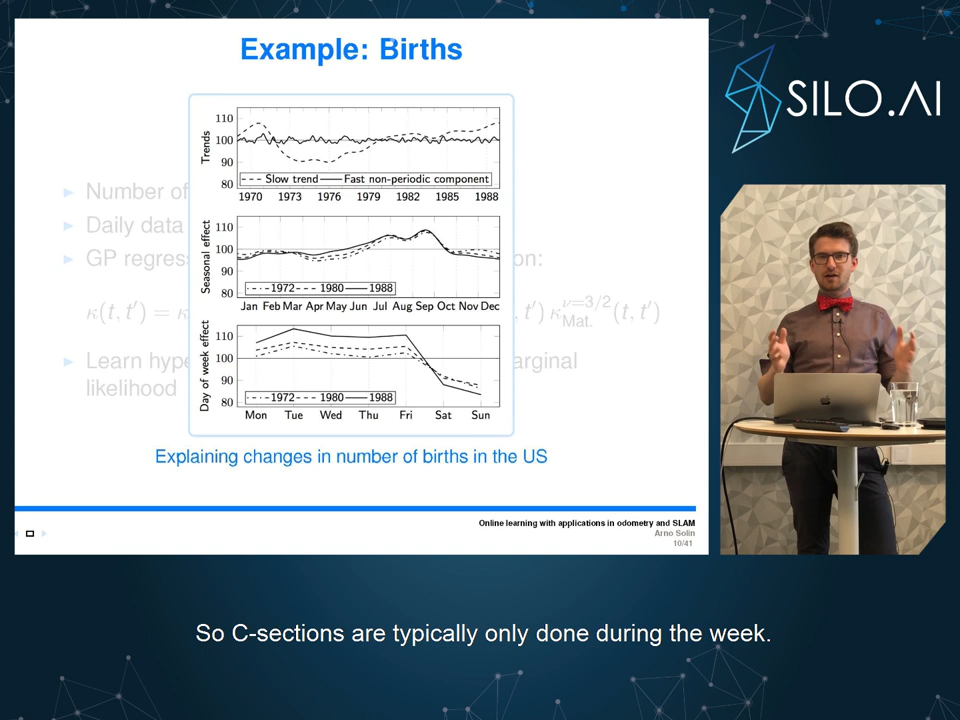 Example: Births
110
100
90
80
Trends
Slow trend Fast non-periodic component
1970 1973 1976 1979 1982 1985 1988
110
100
90
80
Seasonal effect
1972 1980 1988
Jan Feb Mar Apr May Jun Jul Aug Sep Oct Nov Dec
110
100
90
80
Day of week effect
1972 1980 1988
Mon Tue Wed Thu Fri Sat Sun
Number of
Daily data
GP regres on:
κ(t, t′) = κ , t′) κ Mat. ν=3/2 (t, t′)
Learn hype arginal
likelihood
Explaining changes in number of births in the US
Online learning with applications in odometry and SLAM
Arno Solin
10/41
SILO.AI
So C-sections are typically only done during the week.